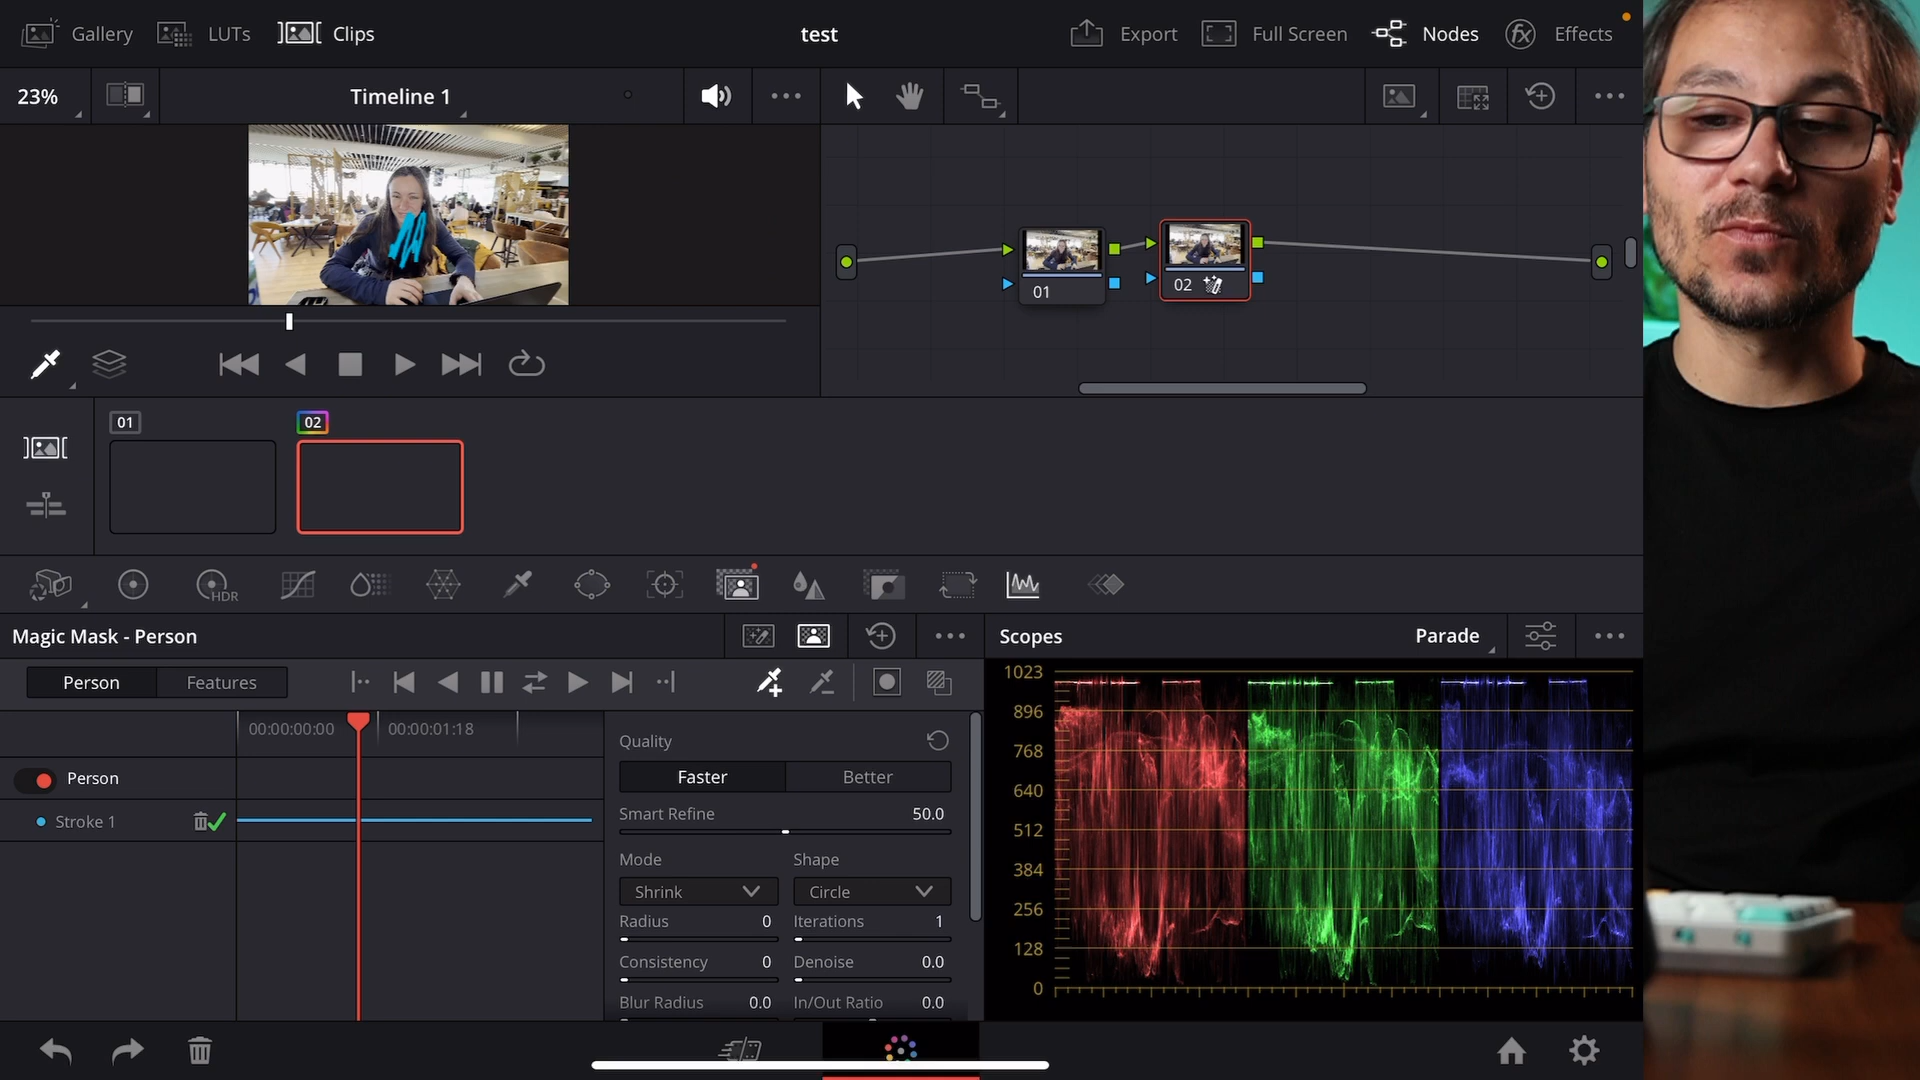 Gallery
LUTs
Clips
test
Export
Full Screen
Nodes
Effects
23%
Timeline 1
01
02
01
02
HDR
Magic Mask - Person
Scopes
Parade
Person
Features
00:00:00:00
00:00:01:18
Person
Stroke 1
Quality
Faster
Better
Smart Refine
50.0
Mode
Shape
Shrink
Circle
Radius
0
Iterations
1
Consistency
0
Denoise
0.0
Blur Radius
0.0
In/Out Ratio
0.0
1023
896
768
640
512
384
256
128
0